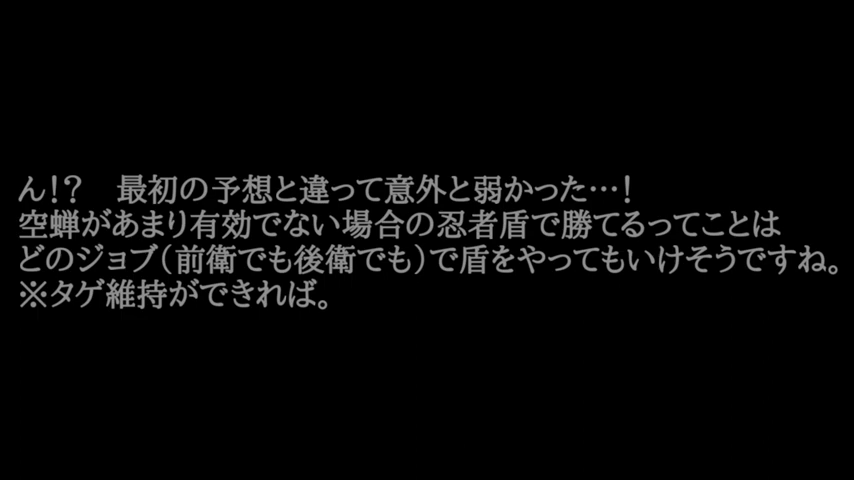 ん！？　最初の予想と違って意外と弱かった…！
空蝉があまり有効でない場合の忍者盾で勝てるってことは
どのジョブ（前衛でも後衛でも）で盾をやってもいけそうですね。
※タゲ維持ができれば。